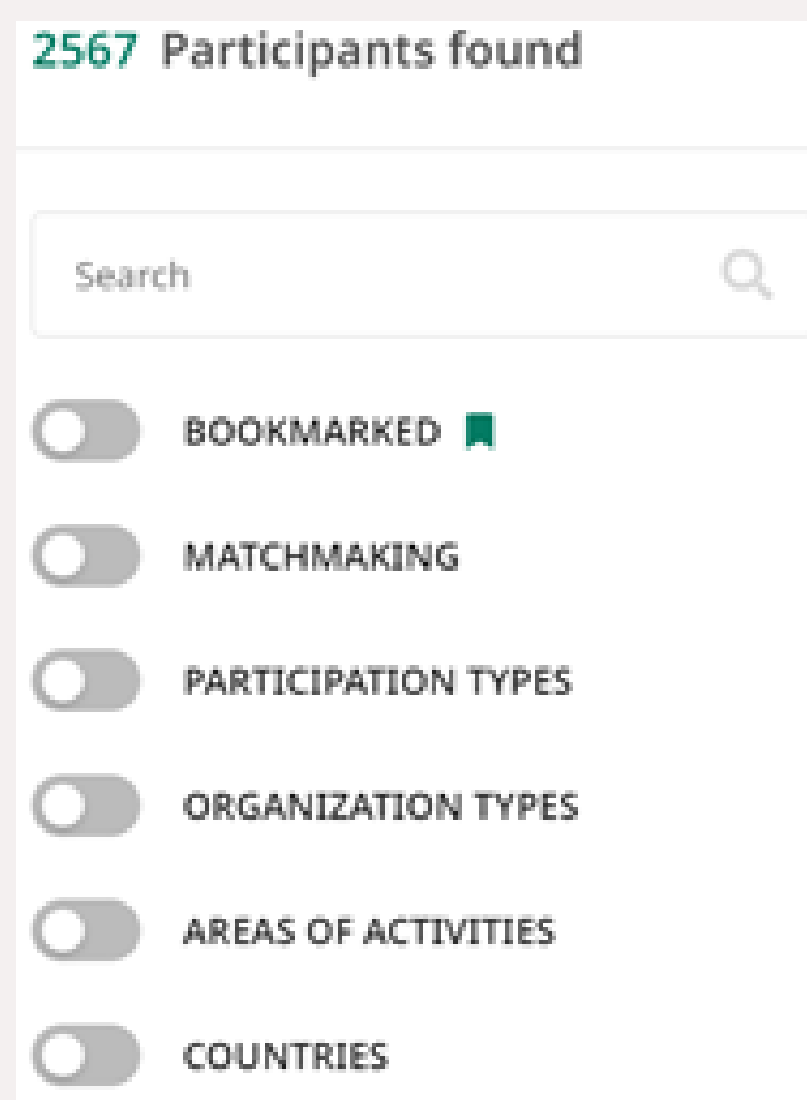 2567 Participants found
Search
BOOKMARKED
MATCHMAKING
PARTICIPATION TYPES
ORGANIZATION TYPES
AREAS OF ACTIVITIES
COUNTRIES